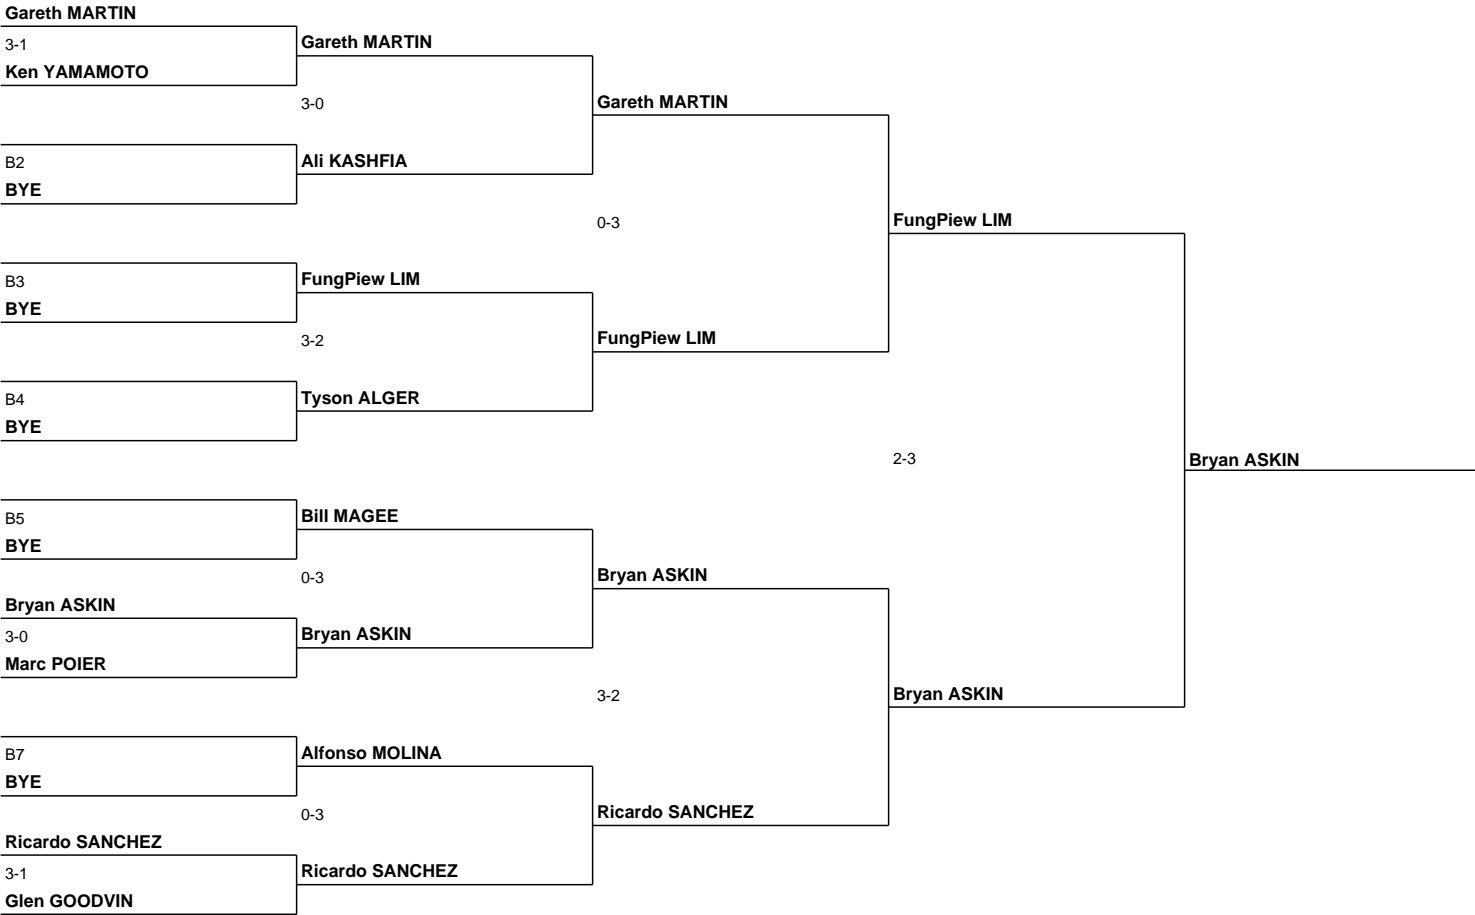 Gareth MARTIN
3-1
Ken YAMAMOTO
B2
BYE
B3
BYE
B4
BYE
B5
BYE
Bryan ASKIN
3-0
Marc POIER
B7
BYE
Ricardo SANCHEZ
3-1
Glen GOODVIN
Gareth MARTIN
3-0
Ali KASHFIA
FungPiew LIM
3-2
Tyson ALGER
Bill MAGEE
0-3
Bryan ASKIN
Alfonso MOLINA
0-3
Ricardo SANCHEZ
Gareth MARTIN
0-3
FungPiew LIM
Bryan ASKIN
3-2
Ricardo SANCHEZ
FungPiew LIM
2-3
Bryan ASKIN
Bryan ASKIN